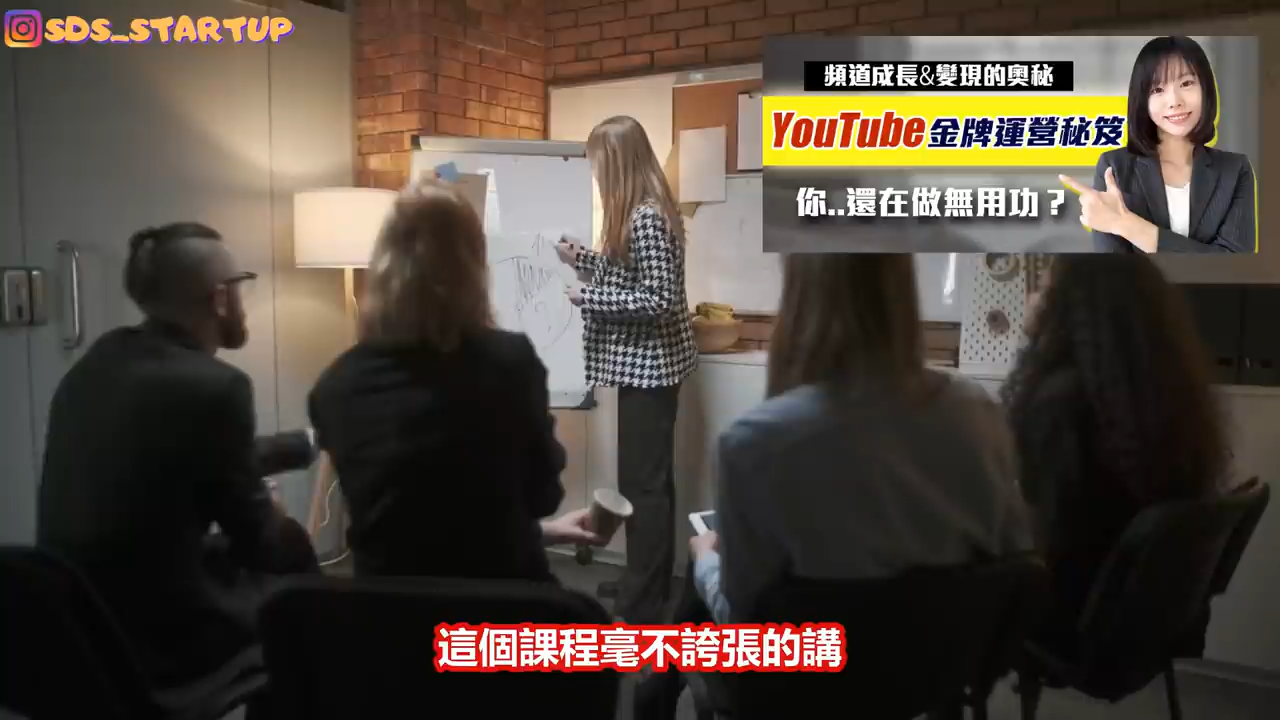 SDS_STARTUP
頻道成長&變現的奧秘
YouTube金牌運營秘笈
你..還在做無用功？
這個課程毫不誇張的講